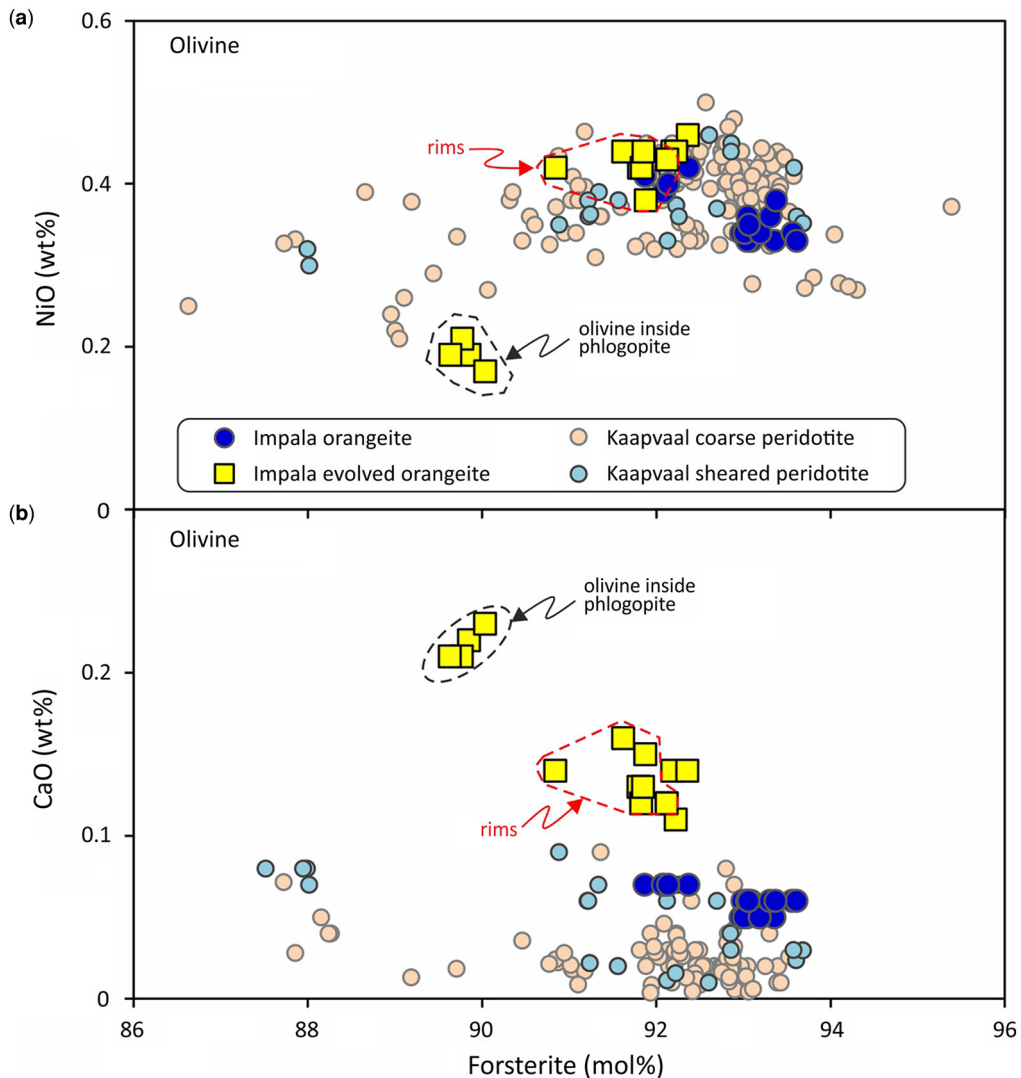 (a)
0.6
Olivine
rims
0.4
NiO (wt%)
olivine inside
phlogopite
0.2
Impala orangeite
Kaapvaal coarse peridotite
Impala evolved orangeite
Kaapvaal sheared peridotite
0
(b)
Olivine
olivine inside
phlogopite
0.2
CaO (wt%)
rims
0.1
0
86
88
90
92
94
96
Forsterite (mol%)